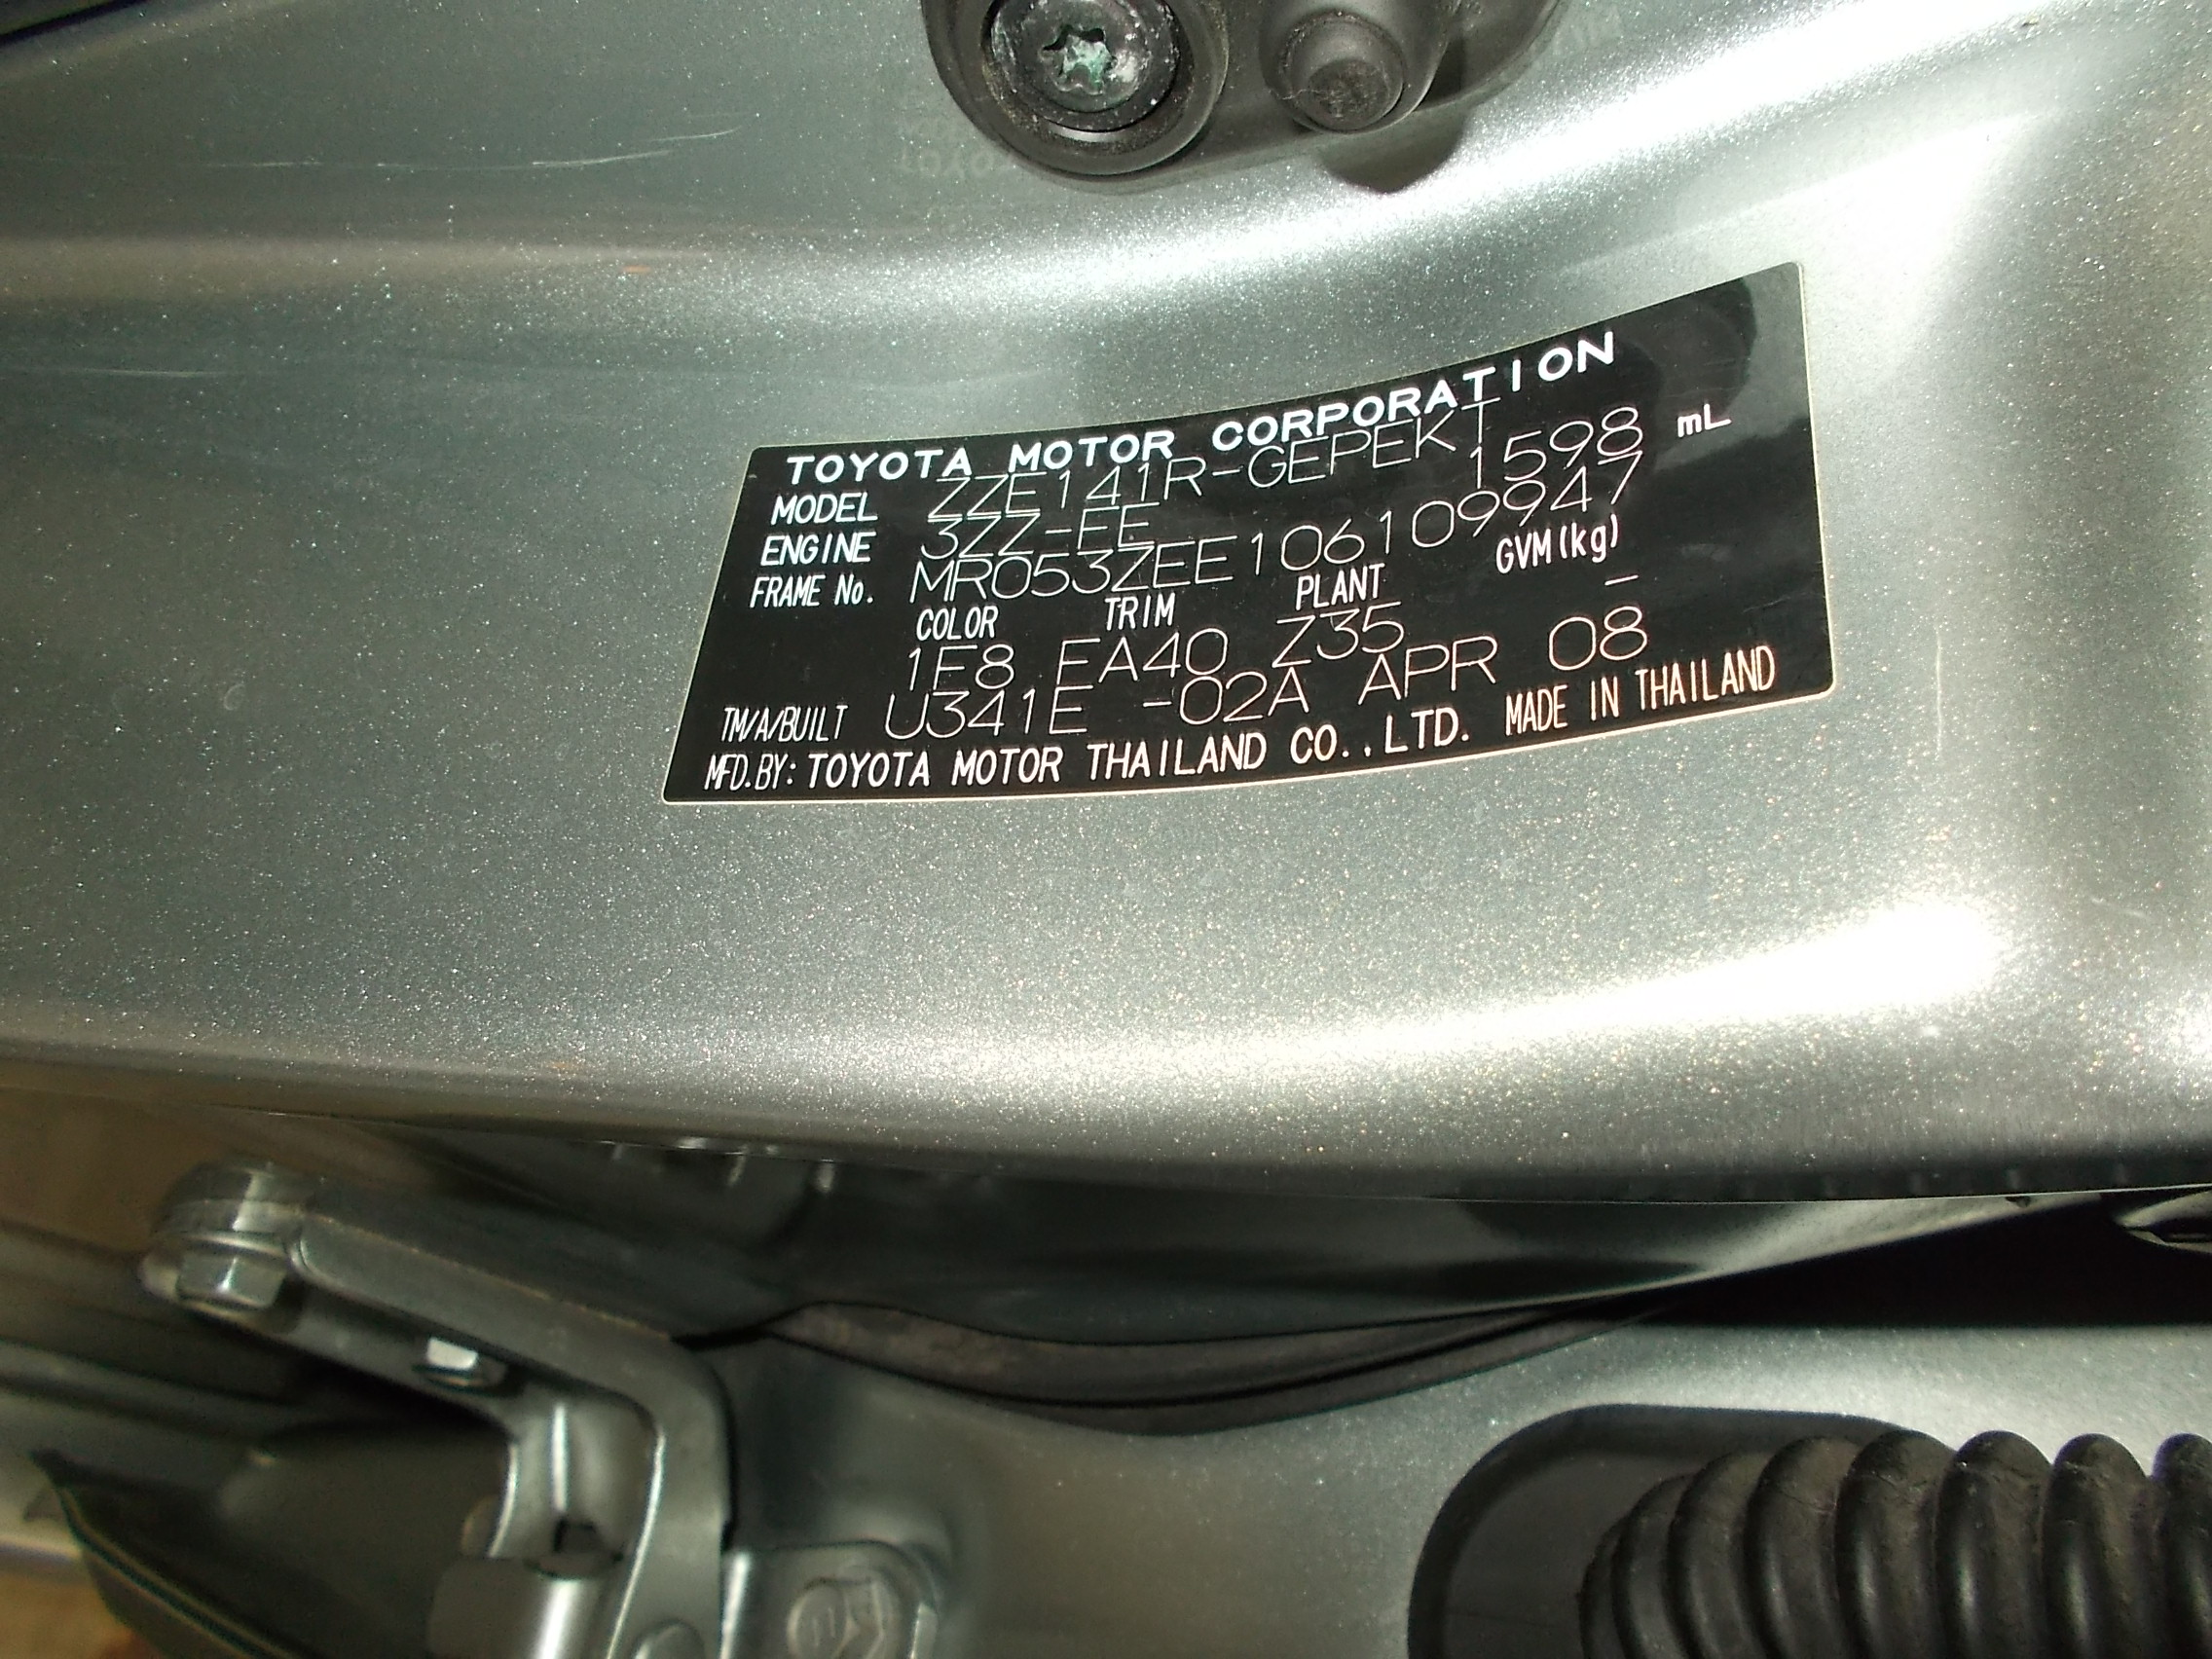 TOYOTA MOTOR CORPORATION
MODEL ZZE141R-GEPEKT
ENGINE 3ZZ-FE 1598 mL
FRAME No. MR053ZEE106109947
COLOR TRIM PLANT GVM(kg)
1F8 FA40 Z35 -
TM/A/BUILT U341E -02A APR 08
MFD.BY: TOYOTA MOTOR THAILAND CO.,LTD. MADE IN THAILAND